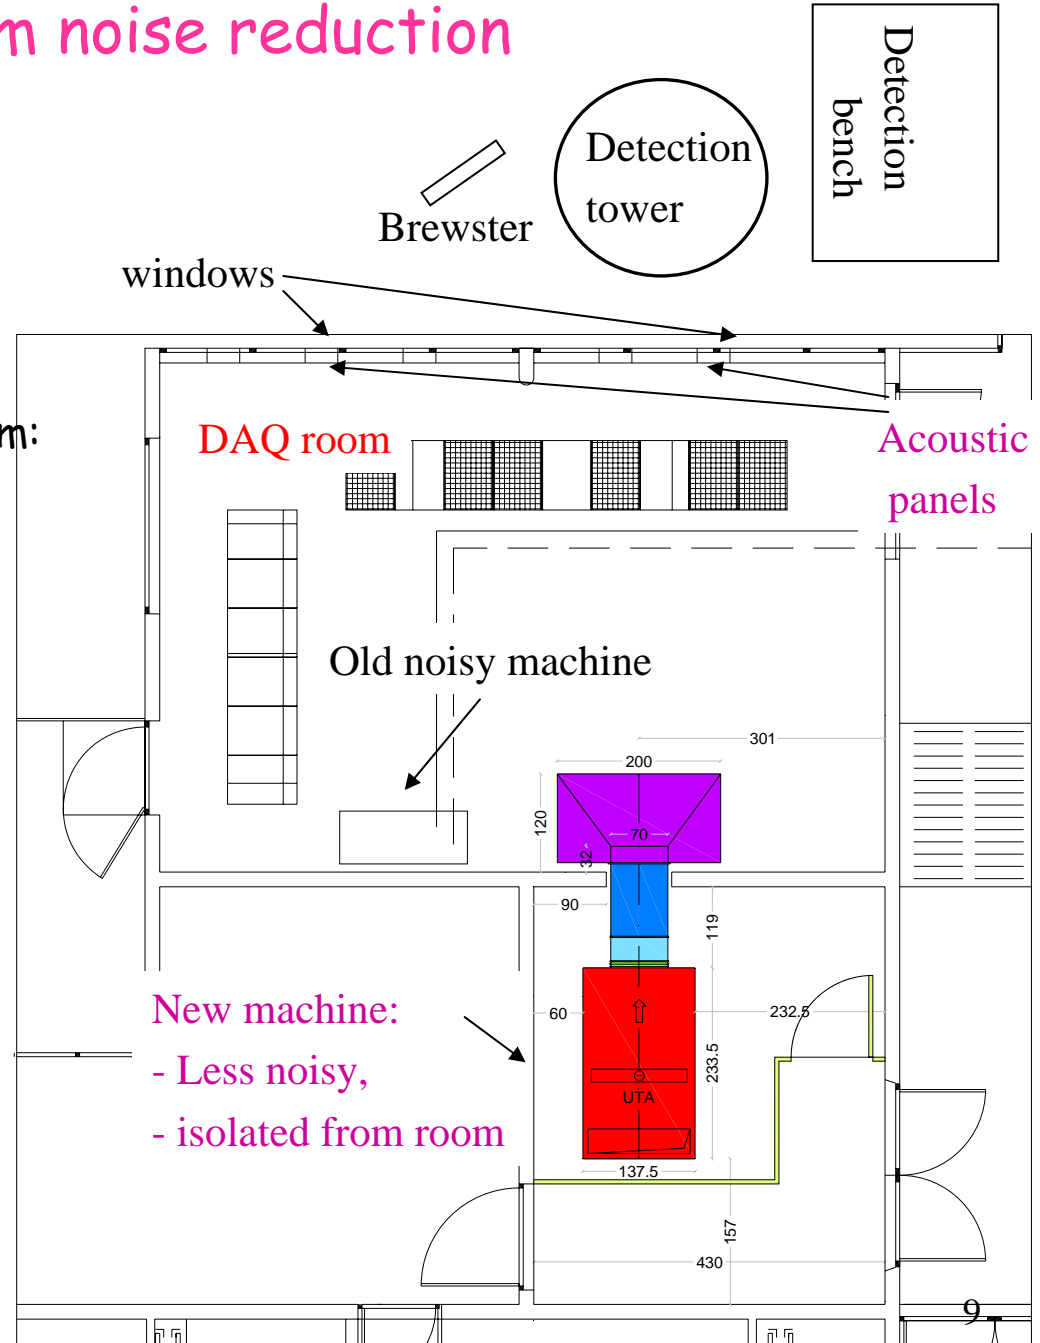 m noise reduction
Detection
bench
Detection
tower
Brewster
windows
m:
DAQ room
Acoustic
panels
Old noisy machine
301
200
120
70
32
90
119
New machine:
- Less noisy,
- isolated from room
60
232.5
233.5
UTA
137.5
157
430
9